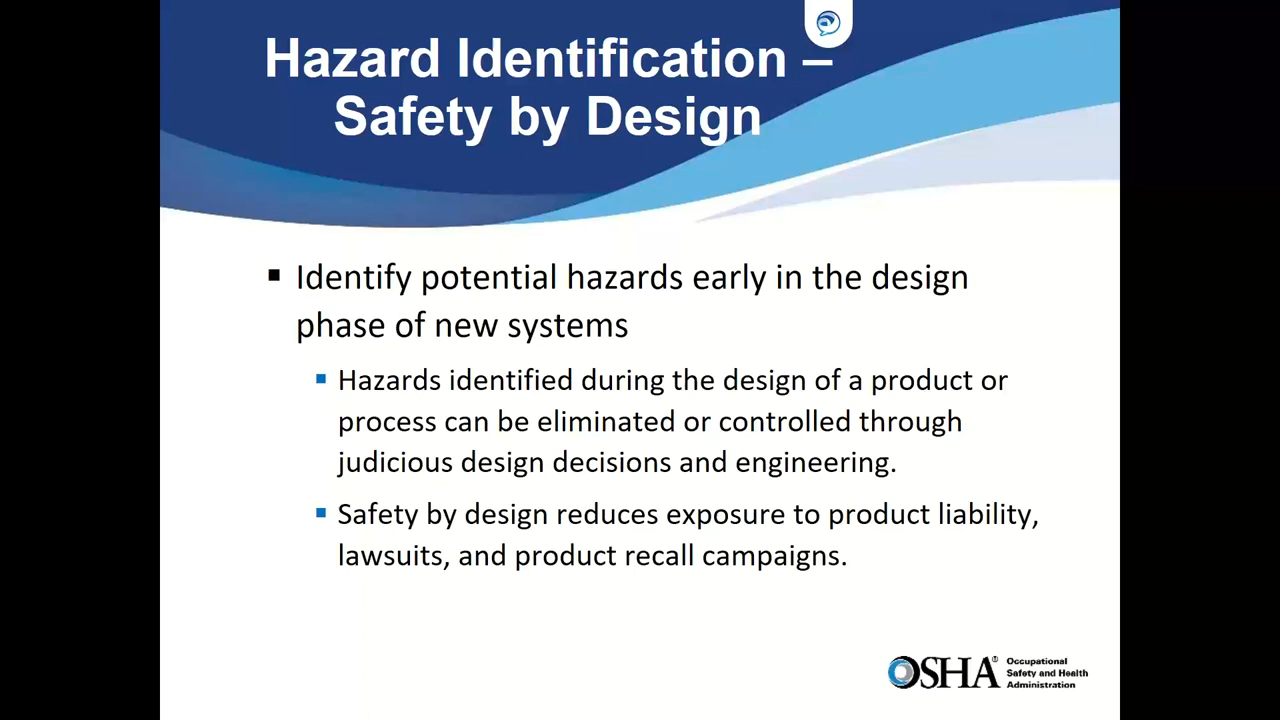 Hazard Identification –
Safety by Design
▪ Identify potential hazards early in the design
phase of new systems
▪ Hazards identified during the design of a product or
process can be eliminated or controlled through
judicious design decisions and engineering.
▪ Safety by design reduces exposure to product liability,
lawsuits, and product recall campaigns.
OSHA®
Occupational
Safety and Health
Administration